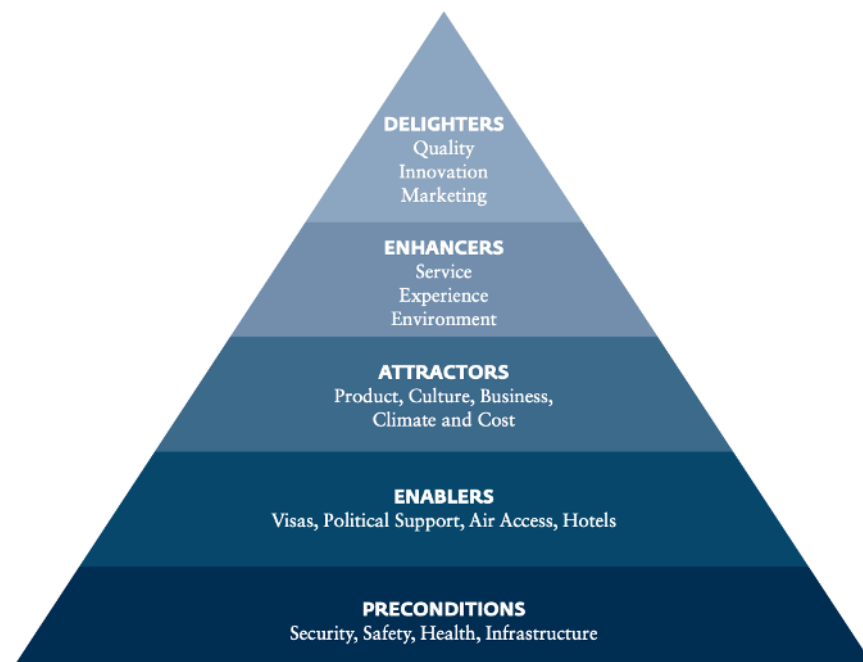 DELIGHTERS
Quality
Innovation
Marketing
ENHANCERS
Service
Experience
Environment
ATTRACTORS
Product, Culture, Business,
Climate and Cost
ENABLERS
Visas, Political Support, Air Access, Hotels
PRECONDITIONS
Security, Safety, Health, Infrastructure